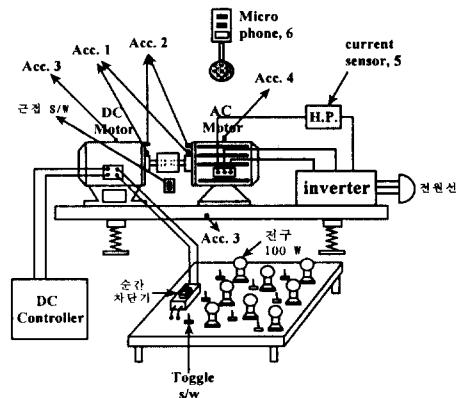 Micro
phone, 6
Acc. 1
Acc. 2
Acc. 3
current
sensor, 5
Acc. 4
근접 S/W
DC
Motor
AC
Motor
H.P.
inverter
전원선
Acc. 3
전구
100 W
순간
차단기
DC
Controller
Toggle
s/w